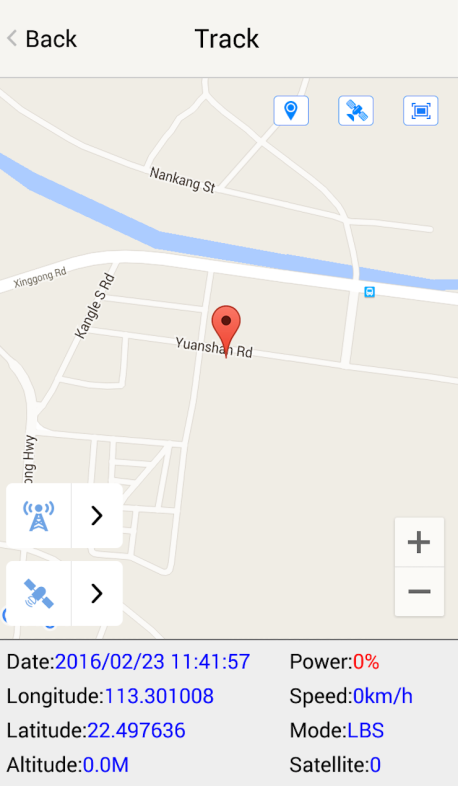 Back
Track
Nankang St
Xinggong Rd
Kangle S Rd
Yuanshan Rd
ong Hwy
Date:2016/02/23 11:41:57
Power:0%
Longitude:113.301008
Speed:0km/h
Latitude:22.497636
Mode:LBS
Altitude:0.0M
Satellite:0